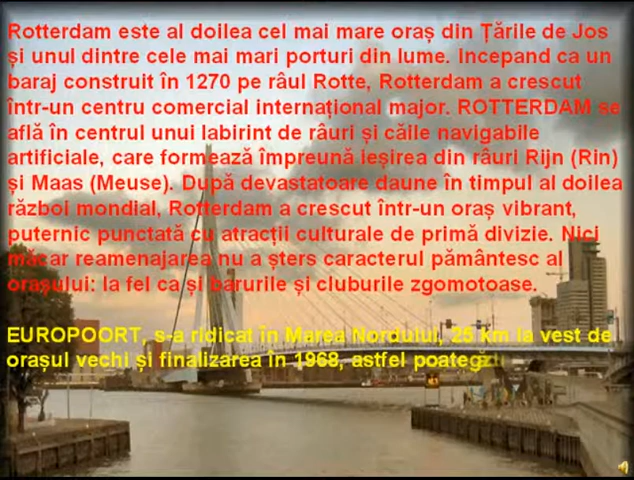 Rotterdam este al doilea cel mai mare oraș din Țările de Jos
și unul dintre cele mai mari porturi din lume. Incepand ca un
baraj construit în 1270 pe râul Rotte, Rotterdam a crescut
într-un centru comercial internațional major. ROTTERDAM se
află în centrul unui labirint de râuri și căile navigabile
artificiale, care formează împreună ieșirea din râuri Rijn (Rin)
și Maas (Meuse). După devastatoare daune în timpul al doilea
război mondial, Rotterdam a crescut într-un oraș vibrant,
puternic punctată cu atracții culturale de primă divizie. Nici
măcar reamenajarea nu a șters caracterul pământesc al
orașului: la fel ca și barurile și cluburile zgomotoase.
EUROPOORT, s-a ridicat în Marea Nordului, 25 km la vest de
orașul vechi și finalizarea în 1968, astfel poate